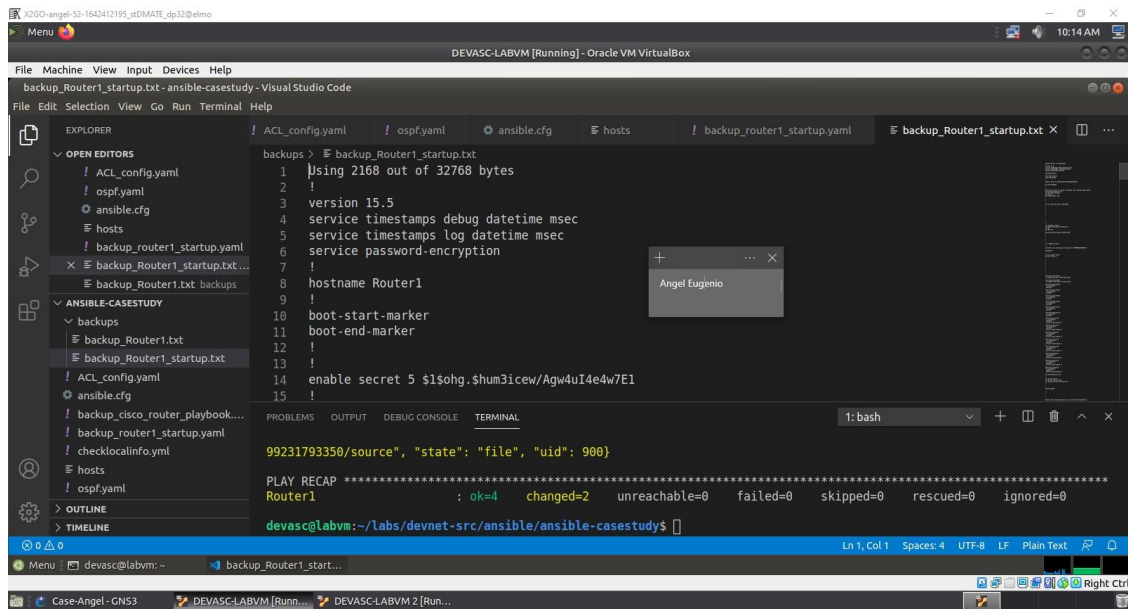 X2GO-angel-52-1642412195_stDMATE_dp32@elmo
Menu 10:14 AM
DEVASC-LABVM [Running] - Oracle VM VirtualBox
File Machine View Input Devices Help
backup_Router1_startup.txt - ansible-casestudy - Visual Studio Code
File Edit Selection View Go Run Terminal Help
EXPLORER
OPEN EDITORS
! ACL_config.yaml
! ospf.yaml
ansible.cfg
hosts
! backup_router1_startup.yaml
backup_Router1_startup.txt ...
backup_Router1.txt backups
ANSIBLE-CASESTUDY
backups
backup_Router1.txt
backup_Router1_startup.txt
! ACL_config.yaml
ansible.cfg
! backup_cisco_router_playbook....
! backup_router1_startup.yaml
! checklocalinfo.yml
hosts
! ospf.yaml
OUTLINE
TIMELINE
! ACL_config.yaml ! ospf.yaml ansible.cfg hosts ! backup_router1_startup.yaml backup_Router1_startup.txt
backups > backup_Router1_startup.txt
1 Using 2168 out of 32768 bytes
2 !
3 version 15.5
4 service timestamps debug datetime msec
5 service timestamps log datetime msec
6 service password-encryption
7 !
8 hostname Router1
9 !
10 boot-start-marker
11 boot-end-marker
12 !
13 !
14 enable secret 5 $1$ohg.$hum3icew/Agw4uI4e4w7E1
15 !
Angel Eugenio
PROBLEMS OUTPUT DEBUG CONSOLE TERMINAL 1: bash
99231793350/source", "state": "file", "uid": 900}
PLAY RECAP *********************************************************************
Router1 : ok=4 changed=2 unreachable=0 failed=0 skipped=0 rescued=0 ignored=0
devasc@labvm:~/labs/devnet-src/ansible/ansible-casestudy$
0 0 Ln 1, Col 1 Spaces: 4 UTF-8 LF Plain Text
Menu devasc@labvm: ~ backup_Router1_start...
Right Ctrl
Case-Angel - GNS3 DEVASC-LABVM [Runn... DEVASC-LABVM 2 [Run...